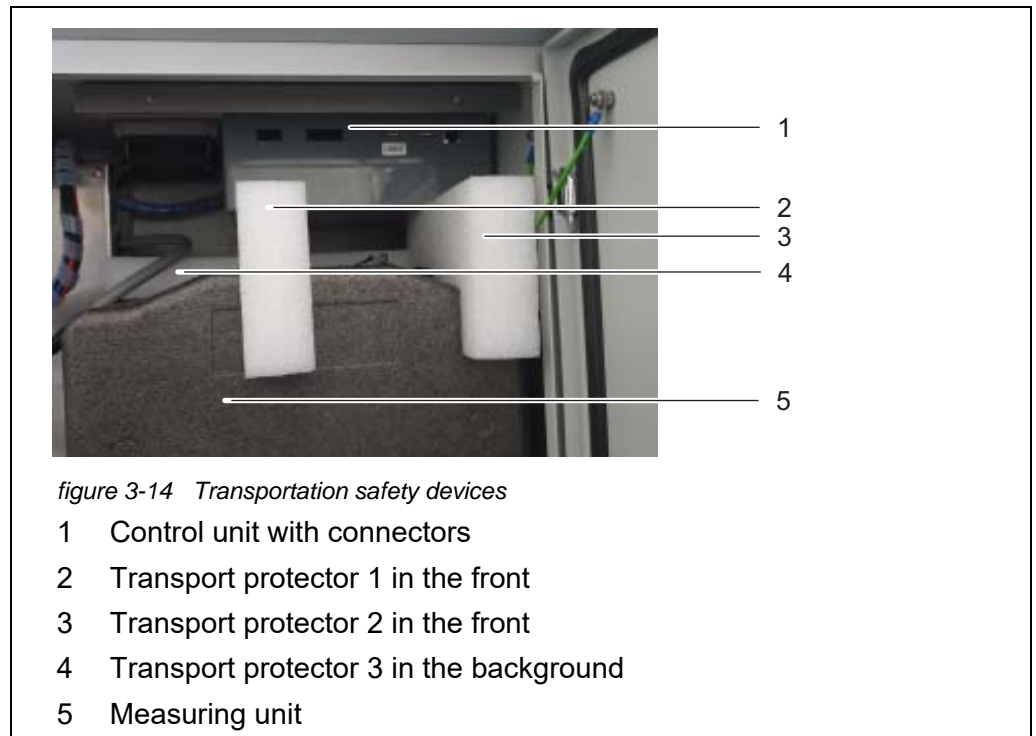 1
2
3
4
5
figure 3-14 Transportation safety devices
1 Control unit with connectors
2 Transport protector 1 in the front
3 Transport protector 2 in the front
4 Transport protector 3 in the background
5 Measuring unit